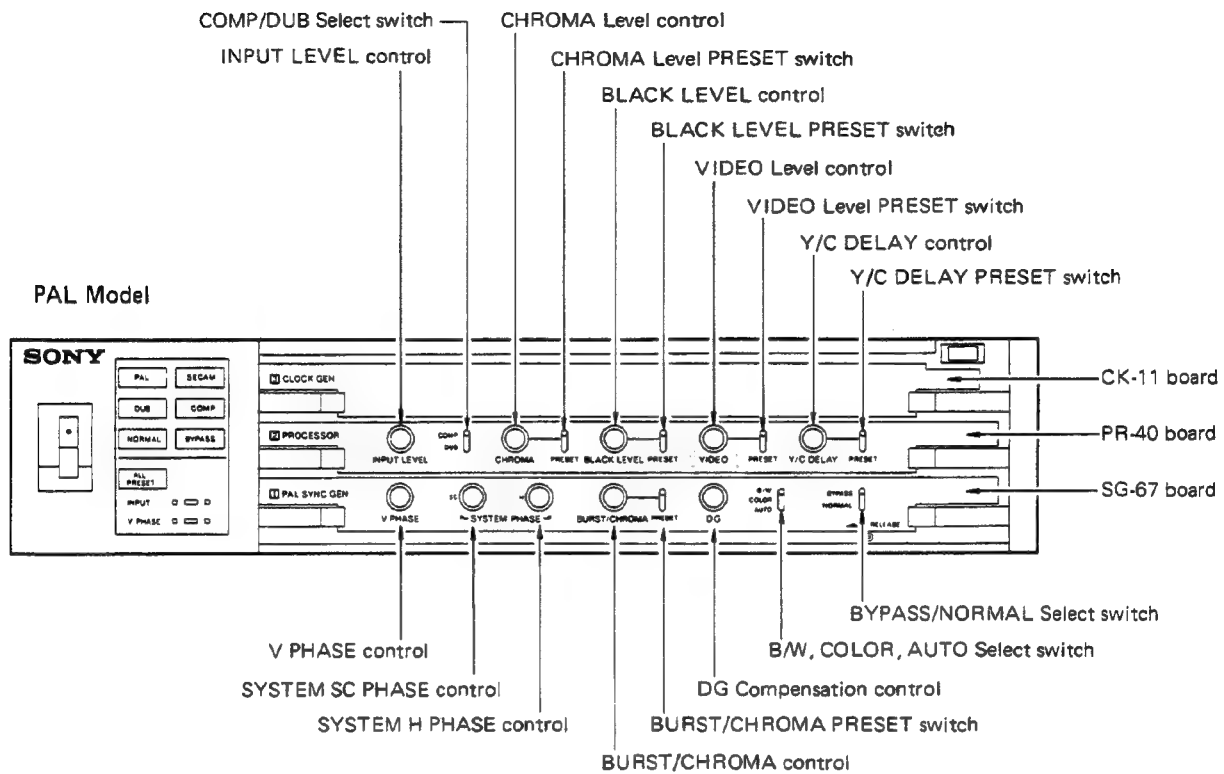 COMP/DUB Select switch
CHROMA Level control
INPUT LEVEL control
CHROMA Level PRESET switch
BLACK LEVEL control
BLACK LEVEL PRESET switch
VIDEO Level control
VIDEO Level PRESET switch
Y/C DELAY control
Y/C DELAY PRESET switch
PAL Model
SONY
PAL
SECAM
DUB
COMP
NORMAL
BYPASS
ALL
PRESET
INPUT
V PHASE
3 CLOCK GEN
CK-11 board
2 PROCESSOR
INPUT LEVEL
COMP
DUB
CHROMA
PRESET
BLACK LEVEL
PRESET
VIDEO
PRESET
Y/C DELAY
PRESET
PR-40 board
1 PAL SYNC GEN
V PHASE
SC
SYSTEM PHASE
H
BURST/CHROMA
PRESET
DG
B/W
COLOR
AUTO
BYPASS
NORMAL
RELEASE
SG-67 board
BYPASS/NORMAL Select switch
V PHASE control
B/W, COLOR, AUTO Select switch
SYSTEM SC PHASE control
DG Compensation control
SYSTEM H PHASE control
BURST/CHROMA PRESET switch
BURST/CHROMA control